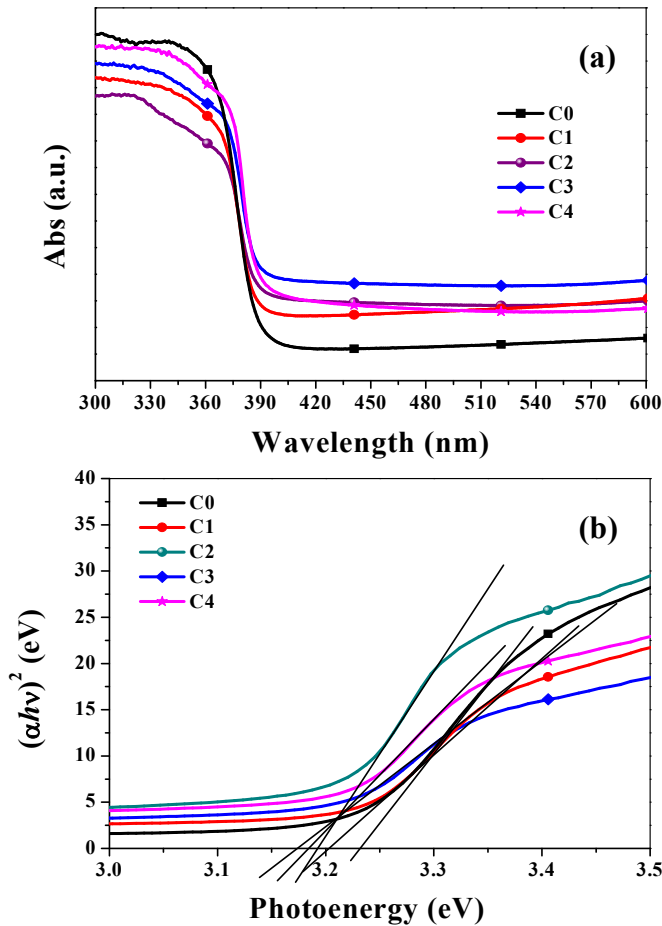 (a)
C0
C1
C2
C3
C4
Abs (a.u.)
300 330 360 390 420 450 480 510 540 570 600
Wavelength (nm)
40
35
30
25
20
15
10
5
0
(b)
C0
C1
C2
C3
C4
(αhν)² (eV)
3.0 3.1 3.2 3.3 3.4 3.5
Photoenergy (eV)